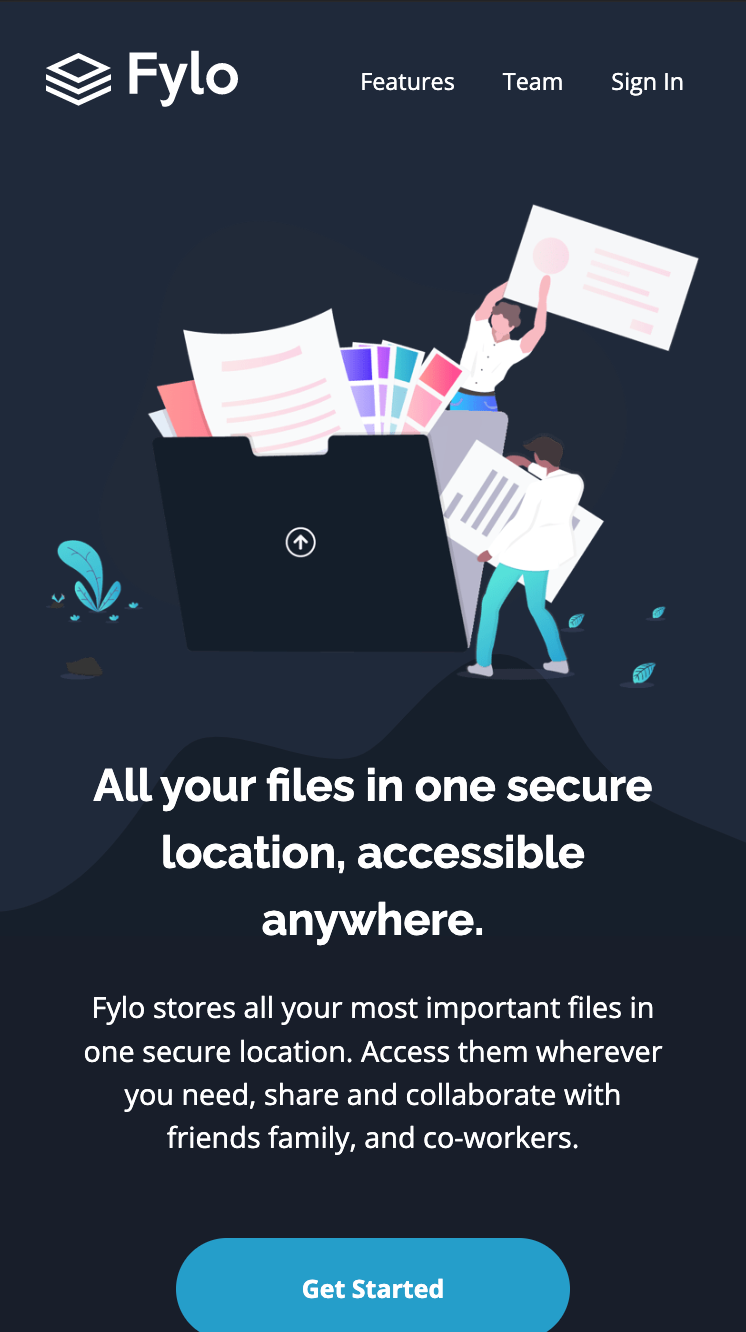 Fylo
Features Team Sign In
All your files in one secure
location, accessible
anywhere.
Fylo stores all your most important files in
one secure location. Access them wherever
you need, share and collaborate with
friends family, and co-workers.
Get Started